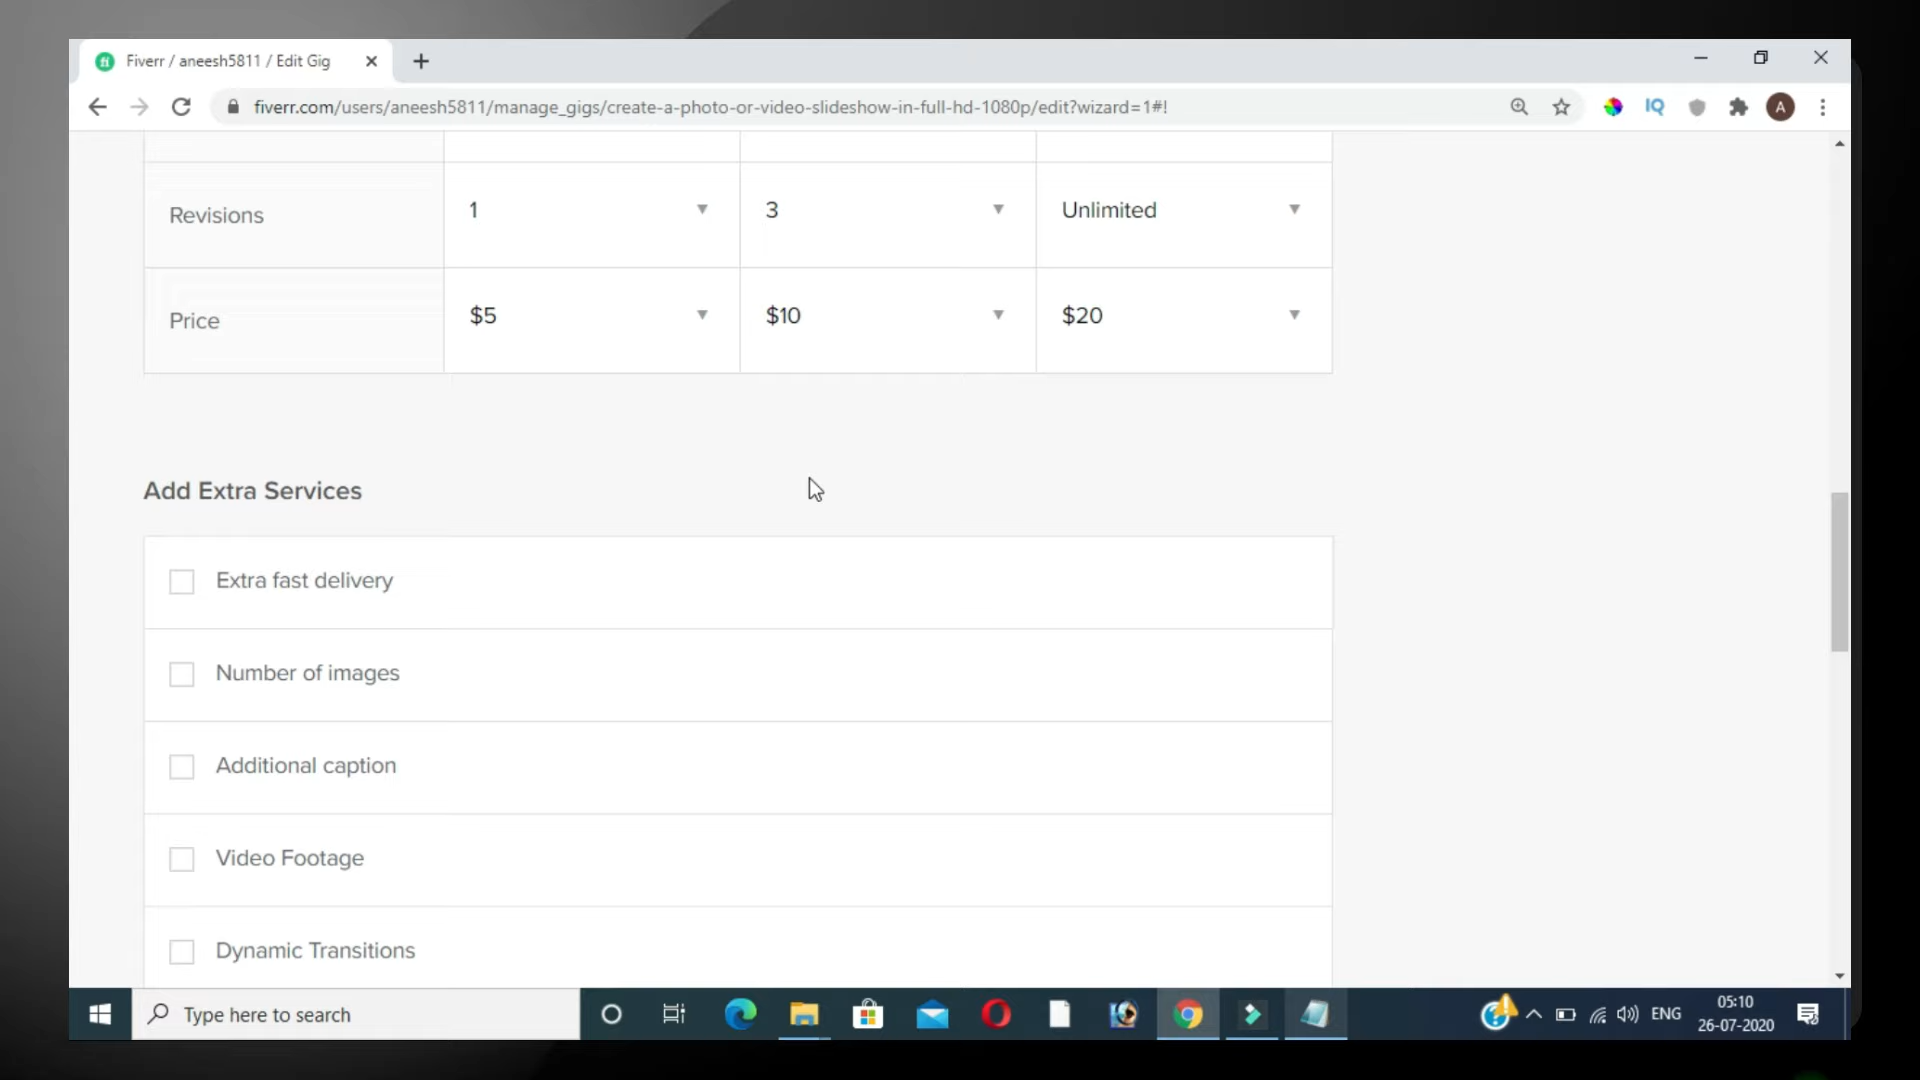 Fiverr / aneesh5811 / Edit Gig
fiverr.com/users/aneesh5811/manage_gigs/create-a-photo-or-video-slideshow-in-full-hd-1080p/edit?wizard=1#!
IQ
A
Revisions 1 3 Unlimited
Price $5 $10 $20
Add Extra Services
Extra fast delivery
Number of images
Additional caption
Video Footage
Dynamic Transitions
Type here to search
ENG
05:10
26-07-2020